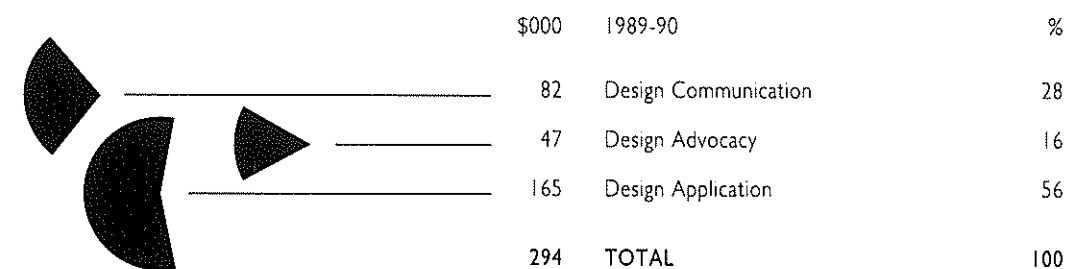 $000 1989-90 %
82 Design Communication 28
47 Design Advocacy 16
165 Design Application 56
294 TOTAL 100